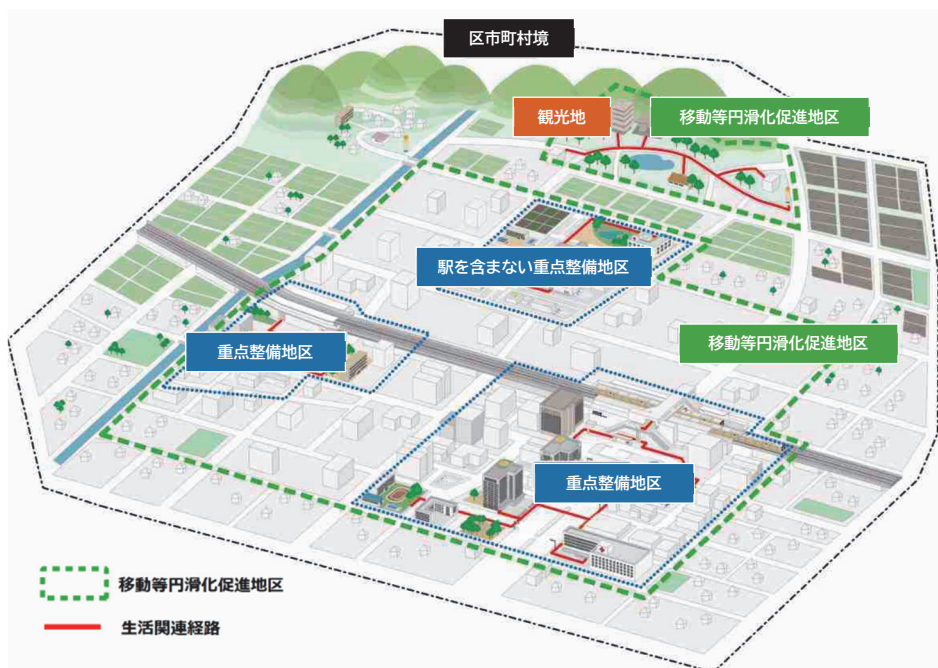 区市町村境
観光地
移動等円滑化促進地区
駅を含まない重点整備地区
移動等円滑化促進地区
重点整備地区
重点整備地区
移動等円滑化促進地区
生活関連経路